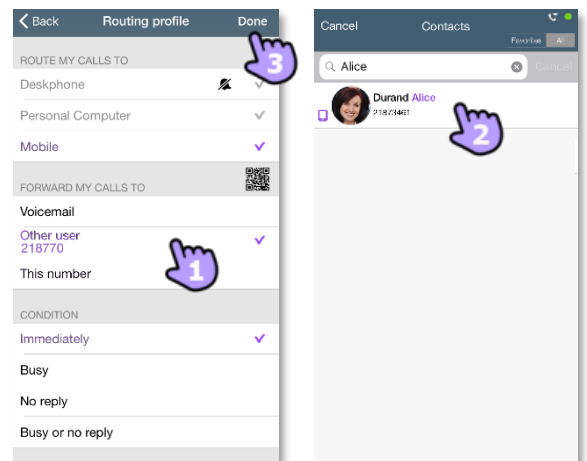 Back Routing profile Done
3
ROUTE MY CALLS TO
Deskphone
Personal Computer
Mobile
FORWARD MY CALLS TO
Voicemail
Other user
218770
1
This number
CONDITION
Immediately
Busy
No reply
Busy or no reply
Cancel Contacts
Favorites All
Alice Cancel
Durand Alice
21873461
2